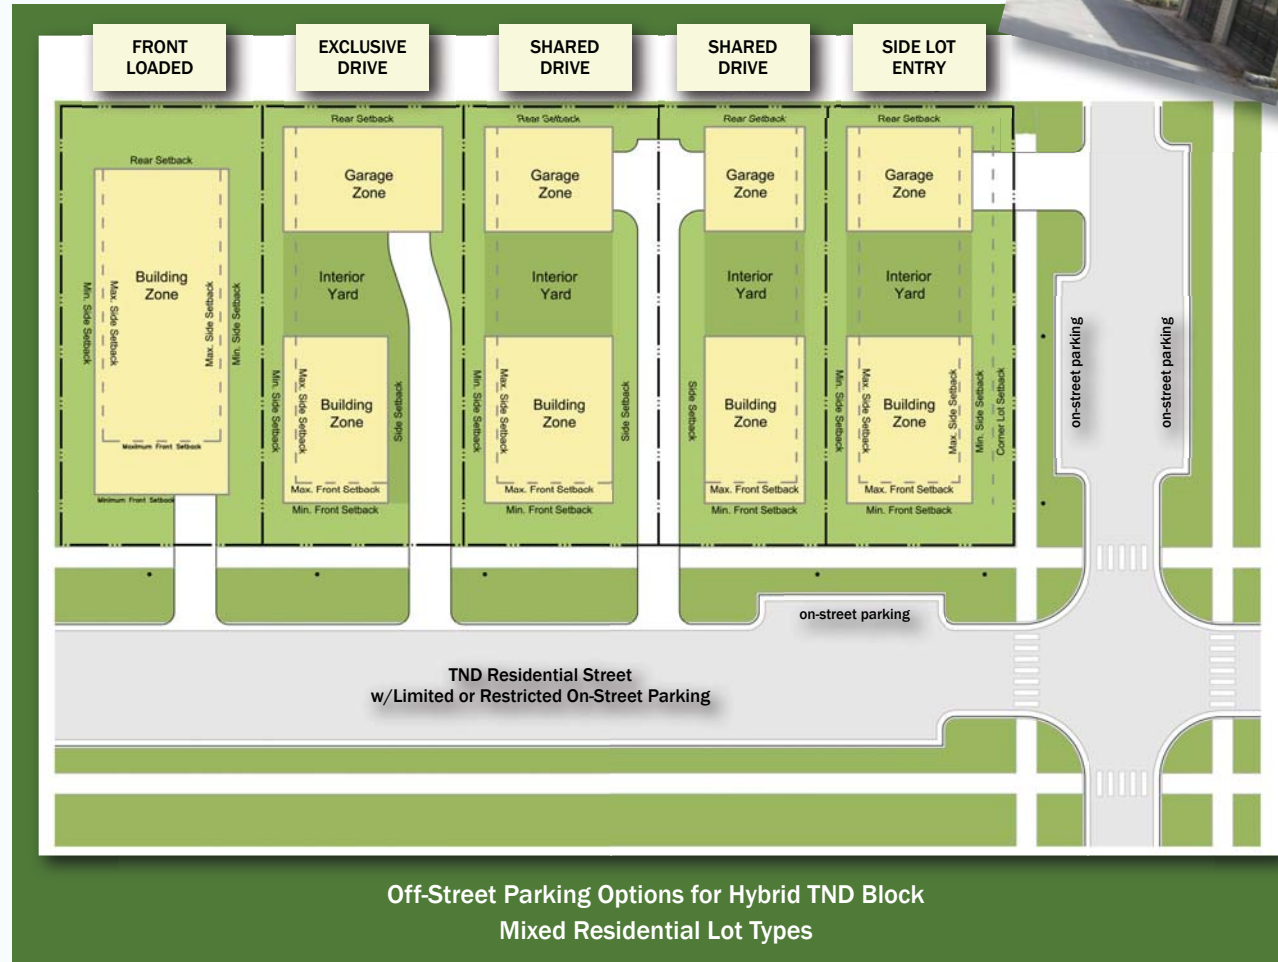 FRONT
LOADED
EXCLUSIVE
DRIVE
SHARED
DRIVE
SHARED
DRIVE
SIDE LOT
ENTRY
Rear Setback
Building
Zone
Min. Side Setback
Max. Side Setback
Max. Side Setback
Min. Side Setback
Maximum Front Setback
Minimum Front Setback
Rear Setback
Garage
Zone
Interior
Yard
Min. Side Setback
Max. Side Setback
Building
Zone
Side Setback
Max. Front Setback
Min. Front Setback
Rear Setback
Garage
Zone
Interior
Yard
Min. Side Setback
Max. Side Setback
Building
Zone
Side Setback
Max. Front Setback
Min. Front Setback
Rear Setback
Garage
Zone
Interior
Yard
Side Setback
Building
Zone
Max. Front Setback
Min. Front Setback
Rear Setback
Garage
Zone
Interior
Yard
Min. Side Setback
Max. Side Setback
Building
Zone
Max. Side Setback
Min. Side Setback
Corner Lot Setback
Max. Front Setback
Min. Front Setback
on-street parking
on-street parking
on-street parking
TND Residential Street
w/Limited or Restricted On-Street Parking
Off-Street Parking Options for Hybrid TND Block
Mixed Residential Lot Types